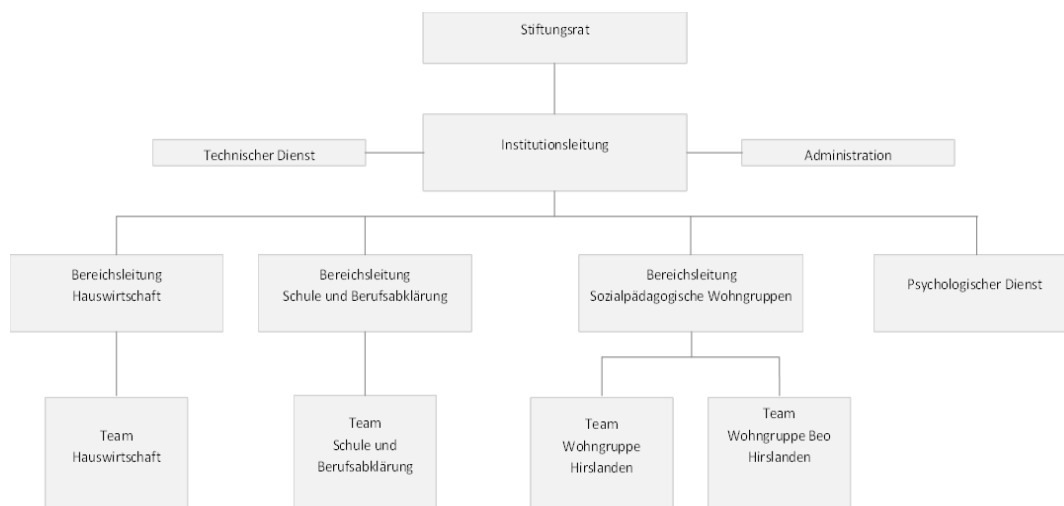 Stiftungsrat
Institutionsleitung
Technischer Dienst
Administration
Bereichsleitung
Hauswirtschaft
Bereichsleitung
Schule und Berufsabklärung
Bereichsleitung
Sozialpädagogische Wohngruppen
Psychologischer Dienst
Team
Hauswirtschaft
Team
Schule und
Berufsabklärung
Team
Wohngruppe
Hirslanden
Team
Wohngruppe Beo
Hirslanden